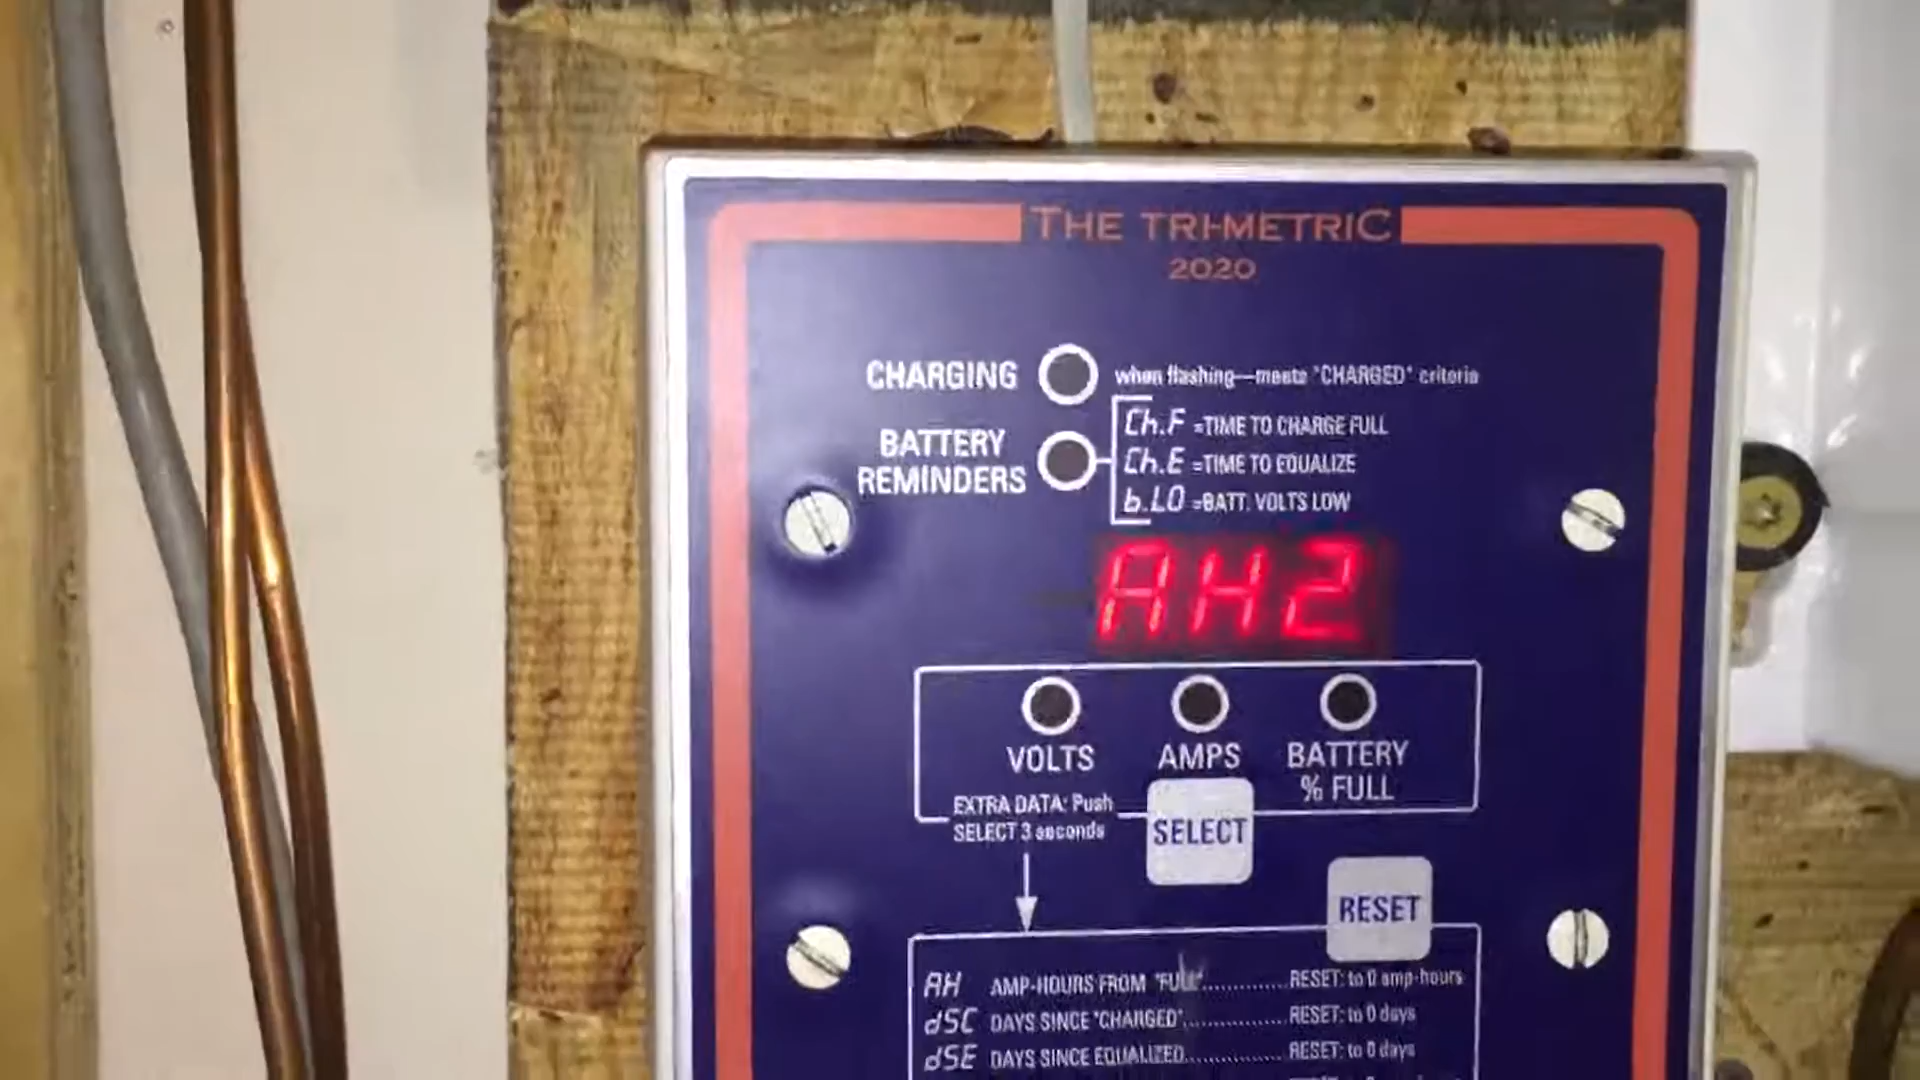 THE TRI-METRIC
2020
CHARGING when flashing—meets "CHARGED" criteria
BATTERY REMINDERS
Ch.F =TIME TO CHARGE FULL
Ch.E =TIME TO EQUALIZE
b.LO =BATT. VOLTS LOW
AH2
VOLTS AMPS BATTERY % FULL
EXTRA DATA: Push
SELECT 3 seconds
SELECT
RESET
AH AMP-HOURS FROM "FULL".............RESET: to 0 amp-hours
dSC DAYS SINCE "CHARGED"................RESET: to 0 days
dSE DAYS SINCE EQUALIZED................RESET: to 0 days